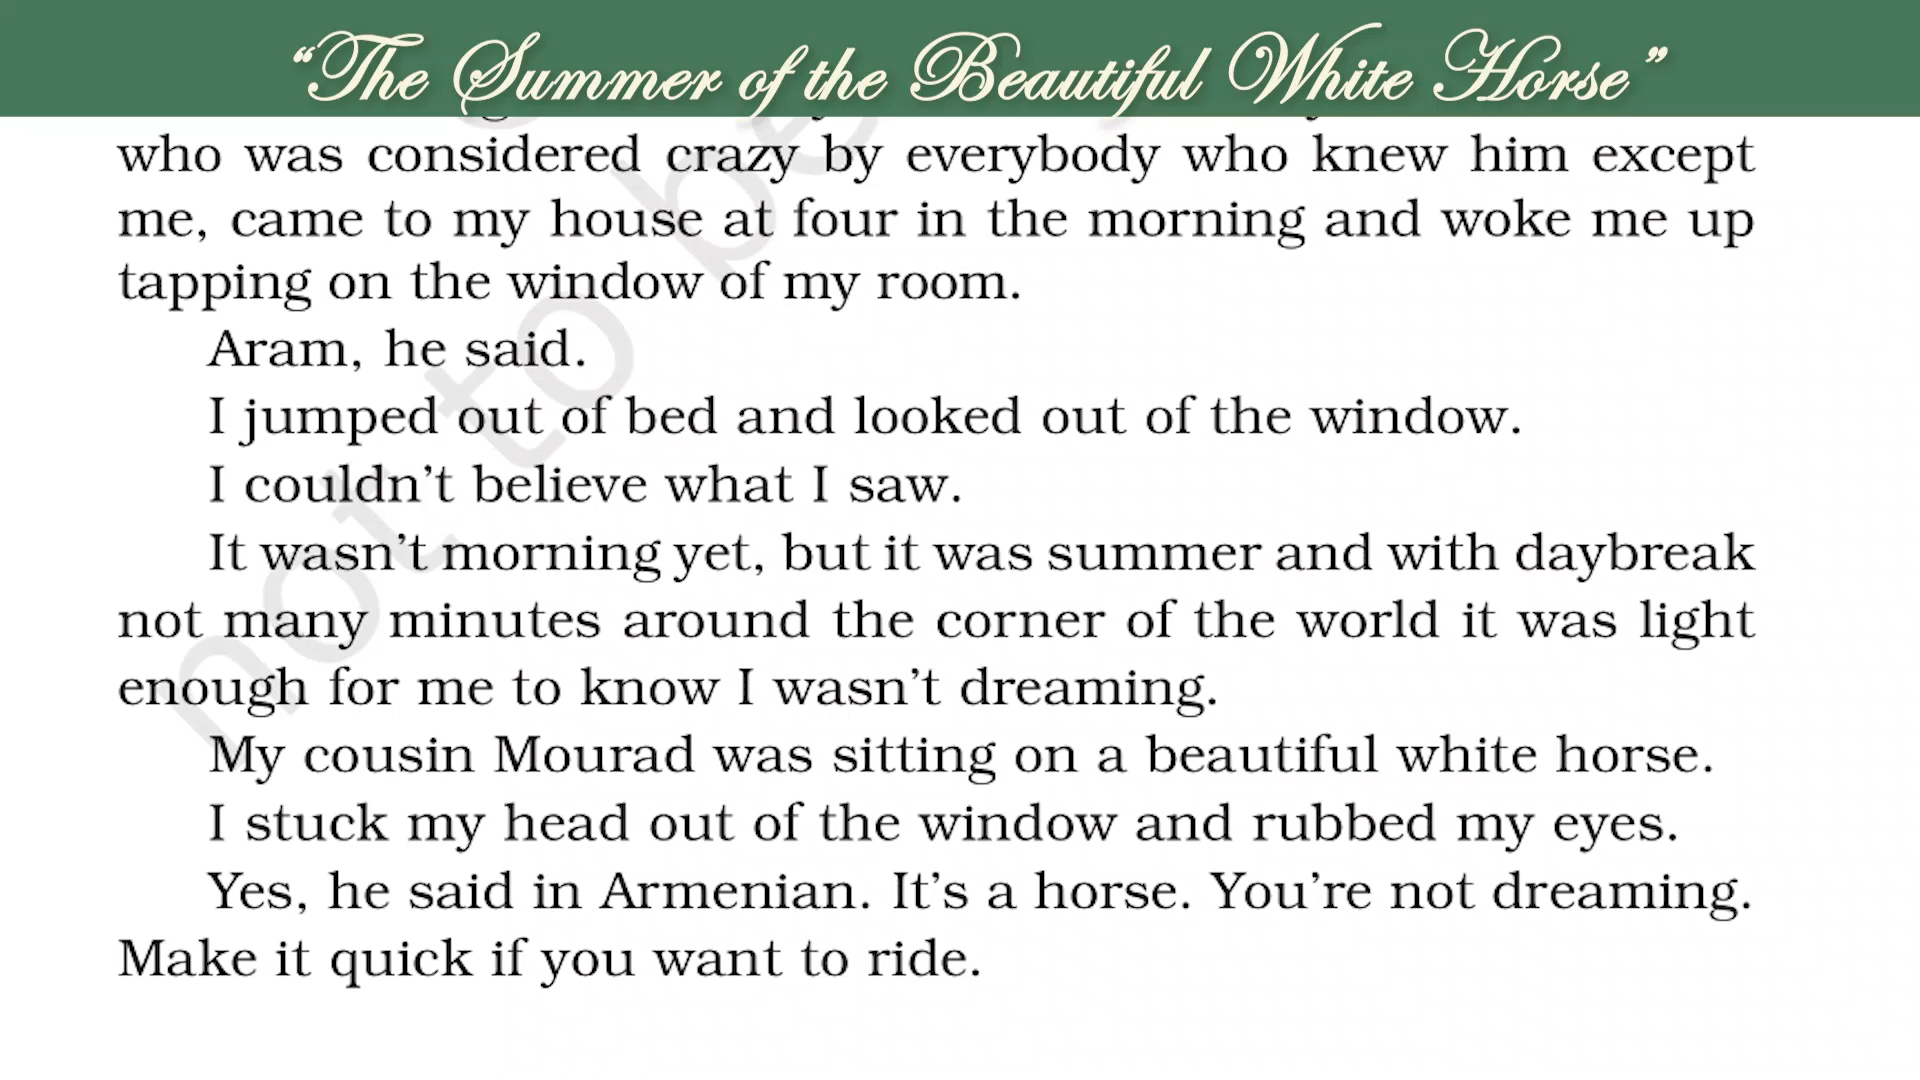 “The Summer of the Beautiful White Horse”
who was considered crazy by everybody who knew him except
me, came to my house at four in the morning and woke me up
tapping on the window of my room.
Aram, he said.
I jumped out of bed and looked out of the window.
I couldn’t believe what I saw.
It wasn’t morning yet, but it was summer and with daybreak
not many minutes around the corner of the world it was light
enough for me to know I wasn’t dreaming.
My cousin Mourad was sitting on a beautiful white horse.
I stuck my head out of the window and rubbed my eyes.
Yes, he said in Armenian. It’s a horse. You’re not dreaming.
Make it quick if you want to ride.
not to be